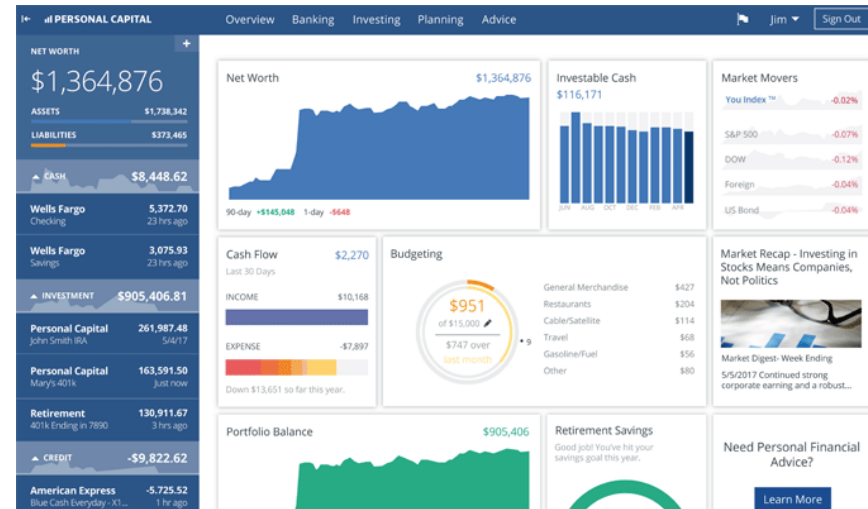 PERSONAL CAPITAL
Overview Banking Investing Planning Advice
Jim
Sign Out
NET WORTH
+
$1,364,876
ASSETS $1,738,342
LIABILITIES $373,465
CASH $8,448.62
Wells Fargo 5,372.70
Checking 23 hrs ago
Wells Fargo 3,075.93
Savings 23 hrs ago
INVESTMENT $905,406.81
Personal Capital 261,987.48
John Smith IRA 5/4/17
Personal Capital 163,591.50
Mary's 401k Just now
Retirement 130,911.67
401k Ending in 7890 3 hrs ago
CREDIT -$9,822.62
American Express -5.725.52
Blue Cash Everyday - X1... 1 hr ago
Net Worth $1,364,876
90-day +$145,048 1-day -$648
Investable Cash
$116,171
JUN AUG OCT DEC FEB APR
Market Movers
You Index ™ -0.02%
S&P 500 -0.07%
DOW -0.12%
Foreign -0.04%
US Bond -0.04%
Cash Flow $2,270
Last 30 Days
INCOME $10,168
EXPENSE -$7,897
Down $13,651 so far this year.
Budgeting
$951
of $15,000
$747 over
last month
9
General Merchandise $427
Restaurants $204
Cable/Satellite $114
Travel $68
Gasoline/Fuel $56
Other $80
Market Recap - Investing in
Stocks Means Companies,
Not Politics
Market Digest- Week Ending
5/5/2017 Continued strong
corporate earning and a robust...
Portfolio Balance $905,406
Retirement Savings
Good job! You've hit your
savings goal this year.
Need Personal Financial
Advice?
Learn More